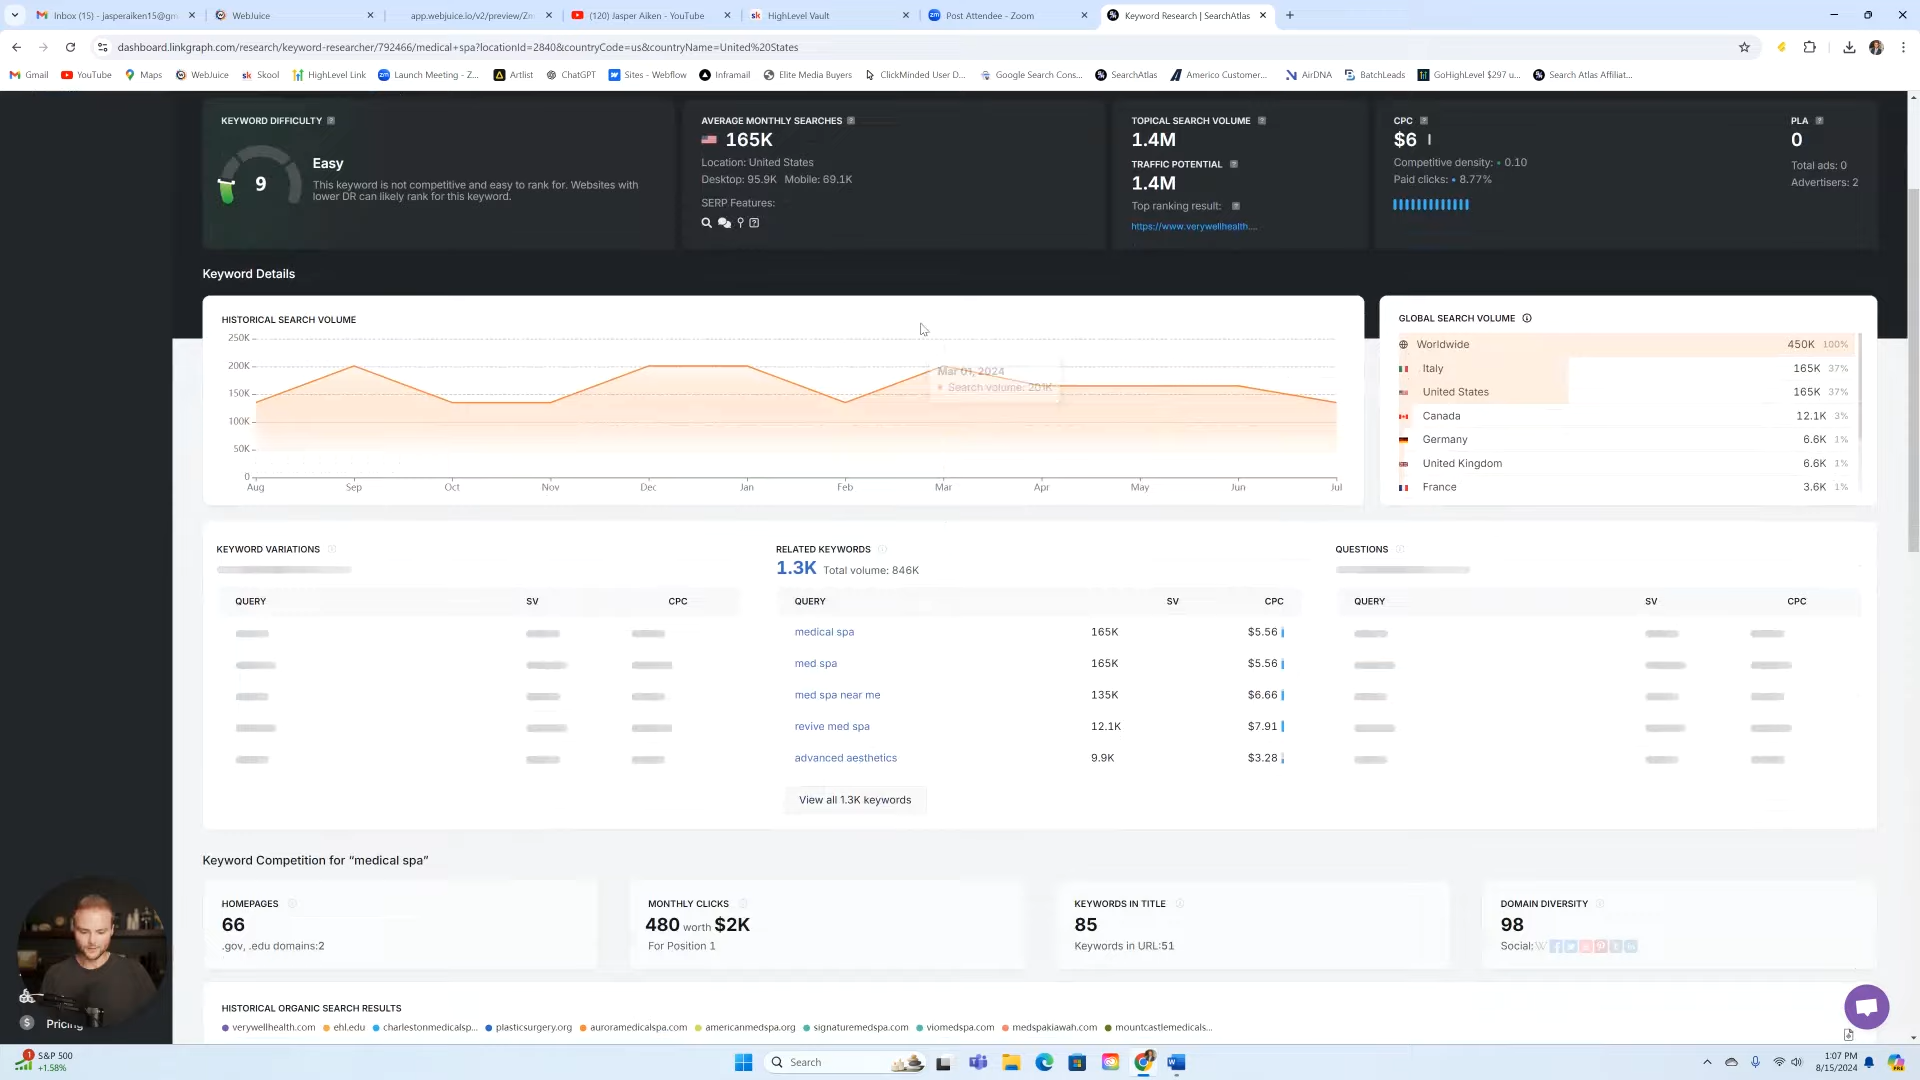 Inbox (15) - jasperaiken15@gm
WebJuice
app.webjuice.io/v2/preview/Zn
(120) Jasper Aiken - YouTube
HighLevel Vault
Post Attendee - Zoom
Keyword Research | SearchAtlas
dashboard.linkgraph.com/research/keyword-researcher/792466/medical+spa?locationId=2840&countryCode=us&countryName=United%20States
Gmail
YouTube
Maps
WebJuice
Skool
HighLevel Link
Launch Meeting - Z...
Artlist
ChatGPT
Sites - Webflow
Inframail
Elite Media Buyers
ClickMinded User D...
Google Search Cons...
SearchAtlas
Americo Customer...
AirDNA
BatchLeads
GoHighLevel $297 u...
Search Atlas Affiliat...
KEYWORD DIFFICULTY
9
Easy
This keyword is not competitive and easy to rank for. Websites with
lower DR can likely rank for this keyword.
AVERAGE MONTHLY SEARCHES
165K
Location: United States
Desktop: 95.9K Mobile: 69.1K
SERP Features:
TOPICAL SEARCH VOLUME
1.4M
TRAFFIC POTENTIAL
1.4M
Top ranking result:
https://www.verywellhealth....
CPC
$6
Competitive density: • 0.10
Paid clicks: • 8.77%
PLA
0
Total ads: 0
Advertisers: 2
Keyword Details
HISTORICAL SEARCH VOLUME
250K
200K
150K
100K
50K
0
Aug Sep Oct Nov Dec Jan Feb Mar Apr May Jun Jul
Mar 01, 2024
Search volume: 201K
GLOBAL SEARCH VOLUME
Worldwide 450K 100%
Italy 165K 37%
United States 165K 37%
Canada 12.1K 3%
Germany 6.6K 1%
United Kingdom 6.6K 1%
France 3.6K 1%
KEYWORD VARIATIONS
QUERY SV CPC
RELATED KEYWORDS
1.3K Total volume: 846K
QUERY SV CPC
medical spa 165K $5.56
med spa 165K $5.56
med spa near me 135K $6.66
revive med spa 12.1K $7.91
advanced aesthetics 9.9K $3.28
View all 1.3K keywords
QUESTIONS
QUERY SV CPC
Keyword Competition for “medical spa”
HOMEPAGES
66
.gov, .edu domains:2
MONTHLY CLICKS
480 worth $2K
For Position 1
KEYWORDS IN TITLE
85
Keywords in URL:51
DOMAIN DIVERSITY
98
Social:
HISTORICAL ORGANIC SEARCH RESULTS
verywellhealth.com ehl.edu charlestonmedicalsp... plasticsurgery.org auroramedicalspa.com americanmedspa.org signaturemedspa.com viomedspa.com medspakiawah.com mountcastlemedicals...
Pricing
S&P 500
+1.58%
1
Search
1:07 PM
8/15/2024